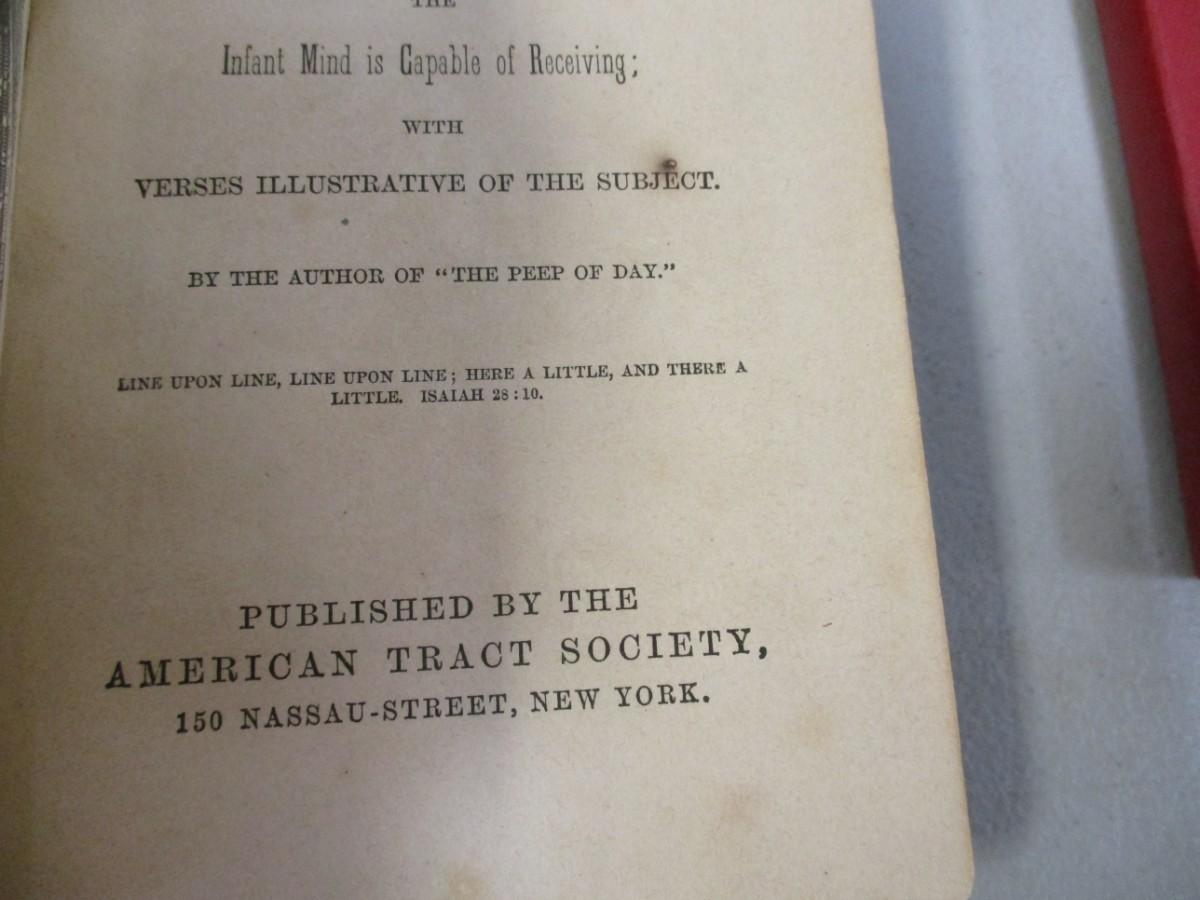 THE
Infant Mind is Capable of Receiving;
WITH
VERSES ILLUSTRATIVE OF THE SUBJECT.
BY THE AUTHOR OF “THE PEEP OF DAY.”
LINE UPON LINE, LINE UPON LINE; HERE A LITTLE, AND THERE A
LITTLE. ISAIAH 28:10.
PUBLISHED BY THE
AMERICAN TRACT SOCIETY,
150 NASSAU-STREET, NEW YORK.